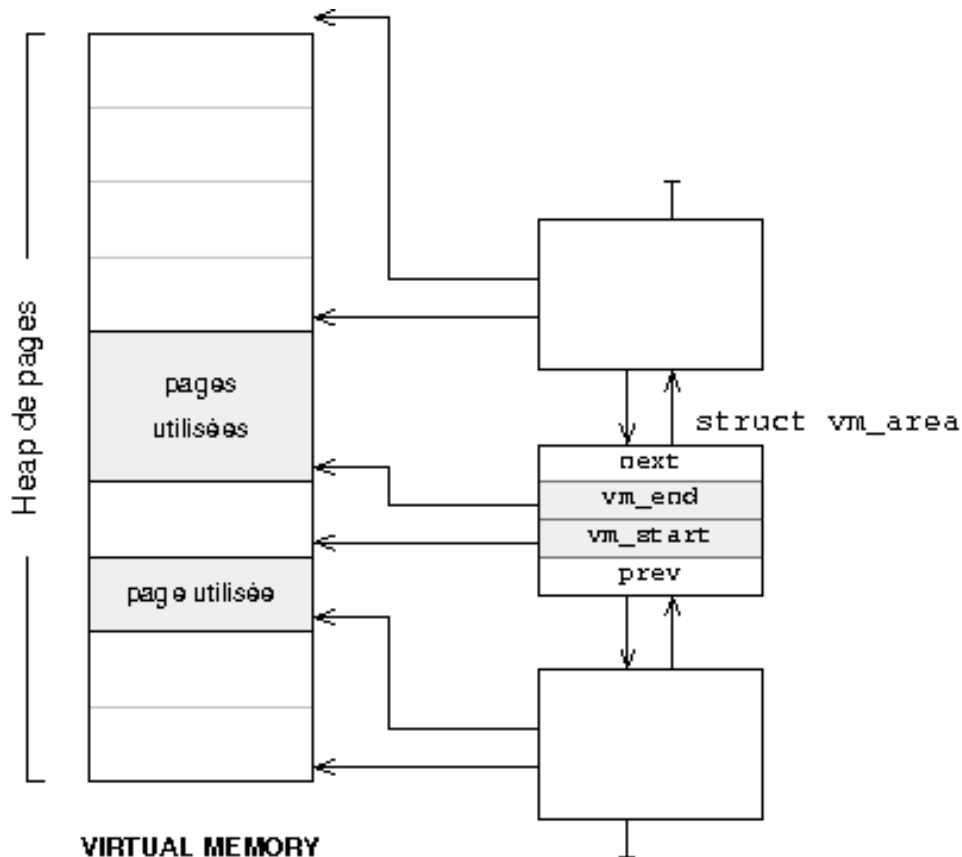 Heap de pages
pages
utilisées
struct vm_area
next
vm_end
vm_start
prev
page utilisée
VIRTUAL MEMORY